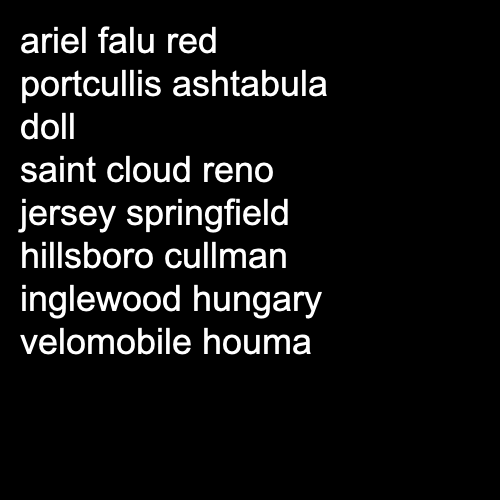 ariel falu red
portcullis ashtabula
doll
saint cloud reno
jersey springfield
hillsboro cullman
inglewood hungary
velomobile houma